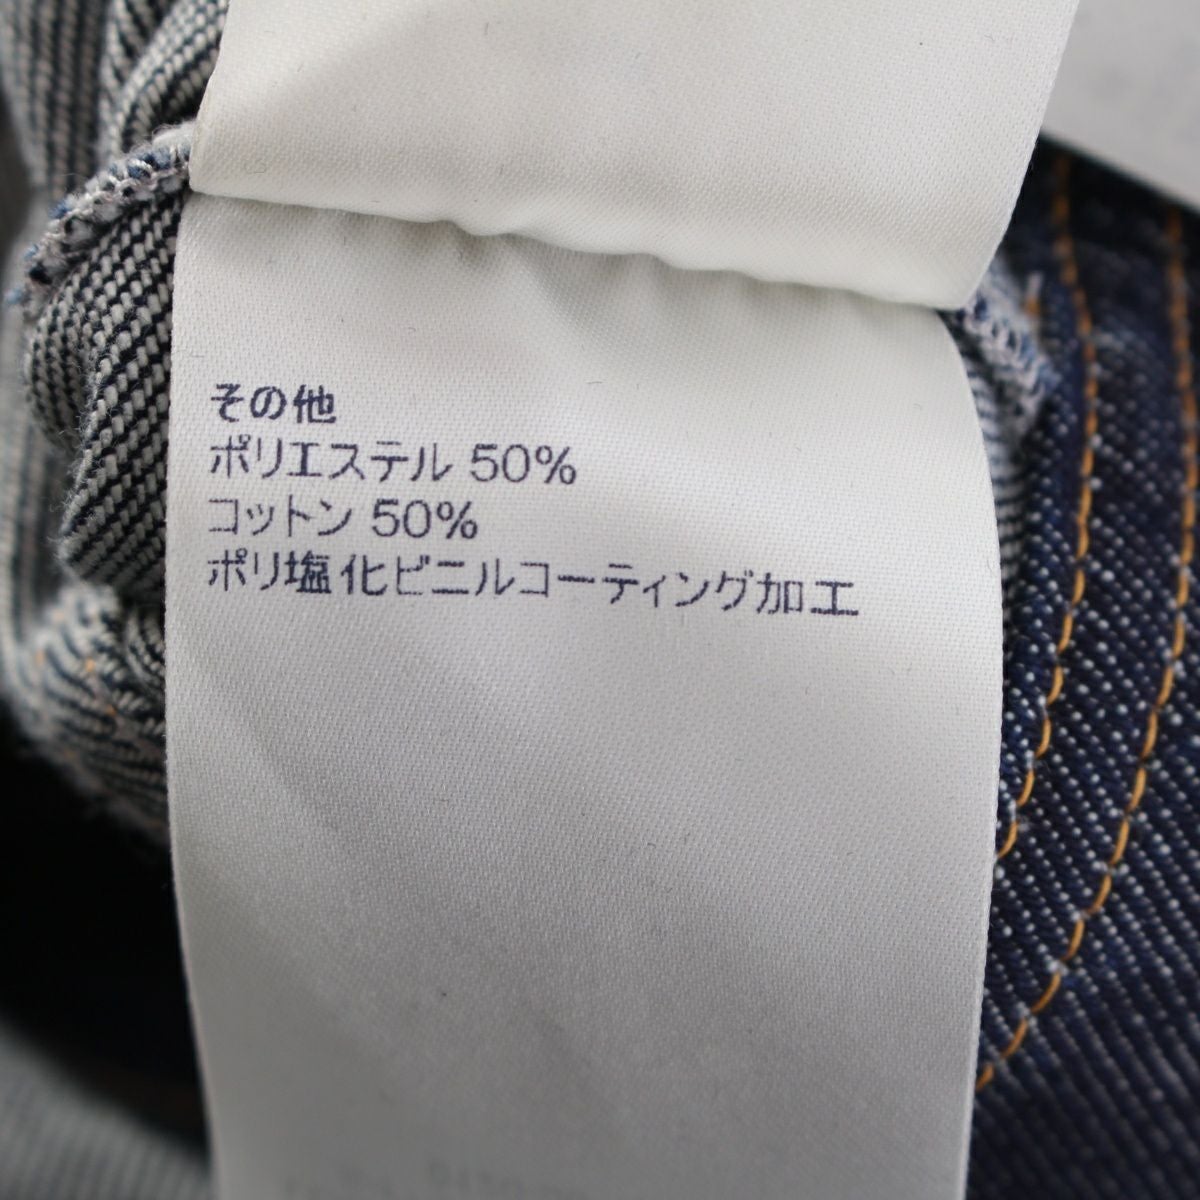 その他
ポリエステル 50%
コットン 50%
ポリ塩化ビニルコーティング加工